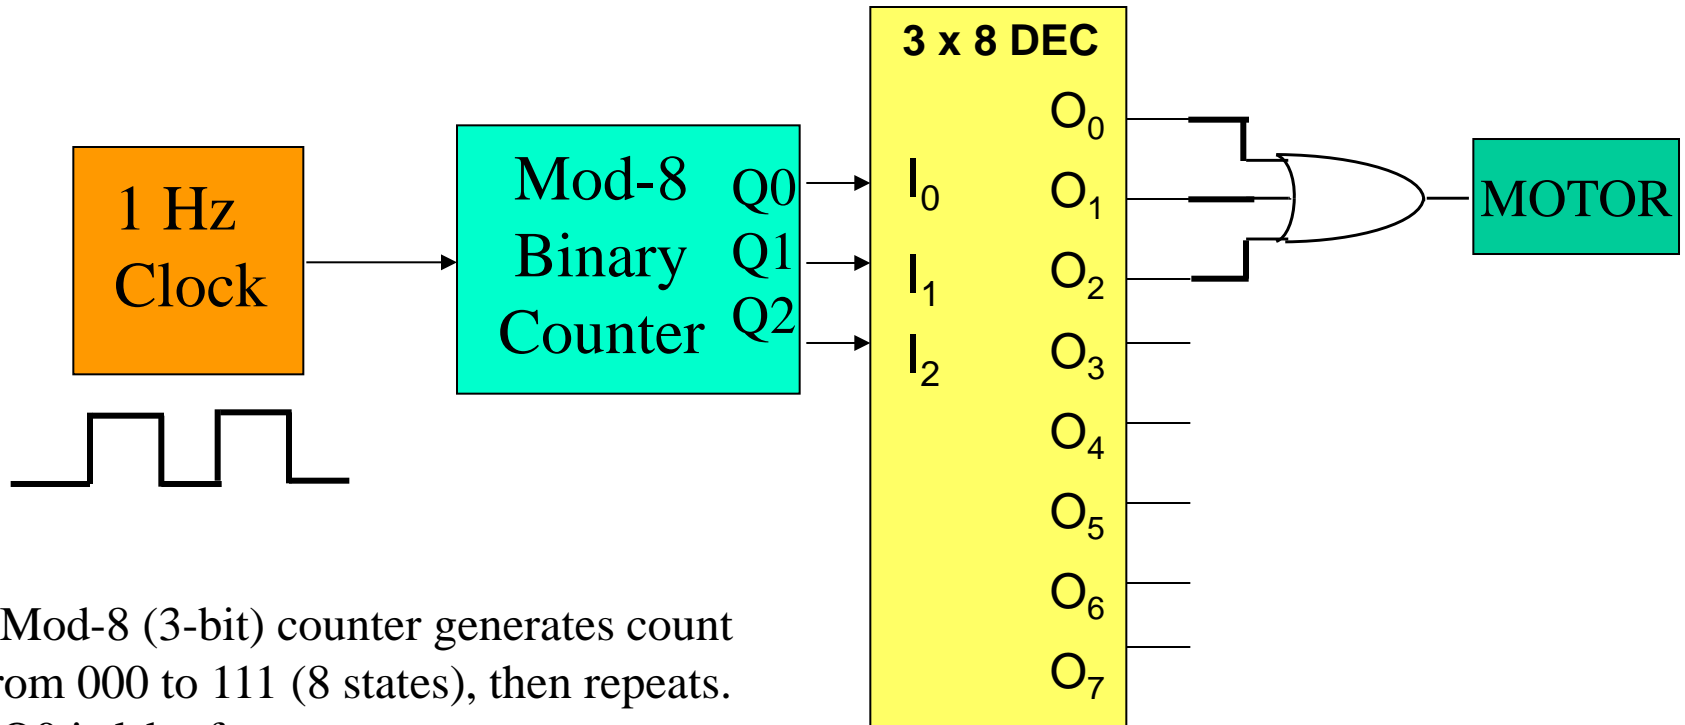 3 x 8 DEC
1 Hz
Clock
Mod-8
Binary
Counter
Q0
Q1
Q2
I0
I1
I2
O0
O1
O2
O3
O4
O5
O6
O7
MOTOR
Mod-8 (3-bit) counter generates count
rom 000 to 111 (8 states), then repeats.